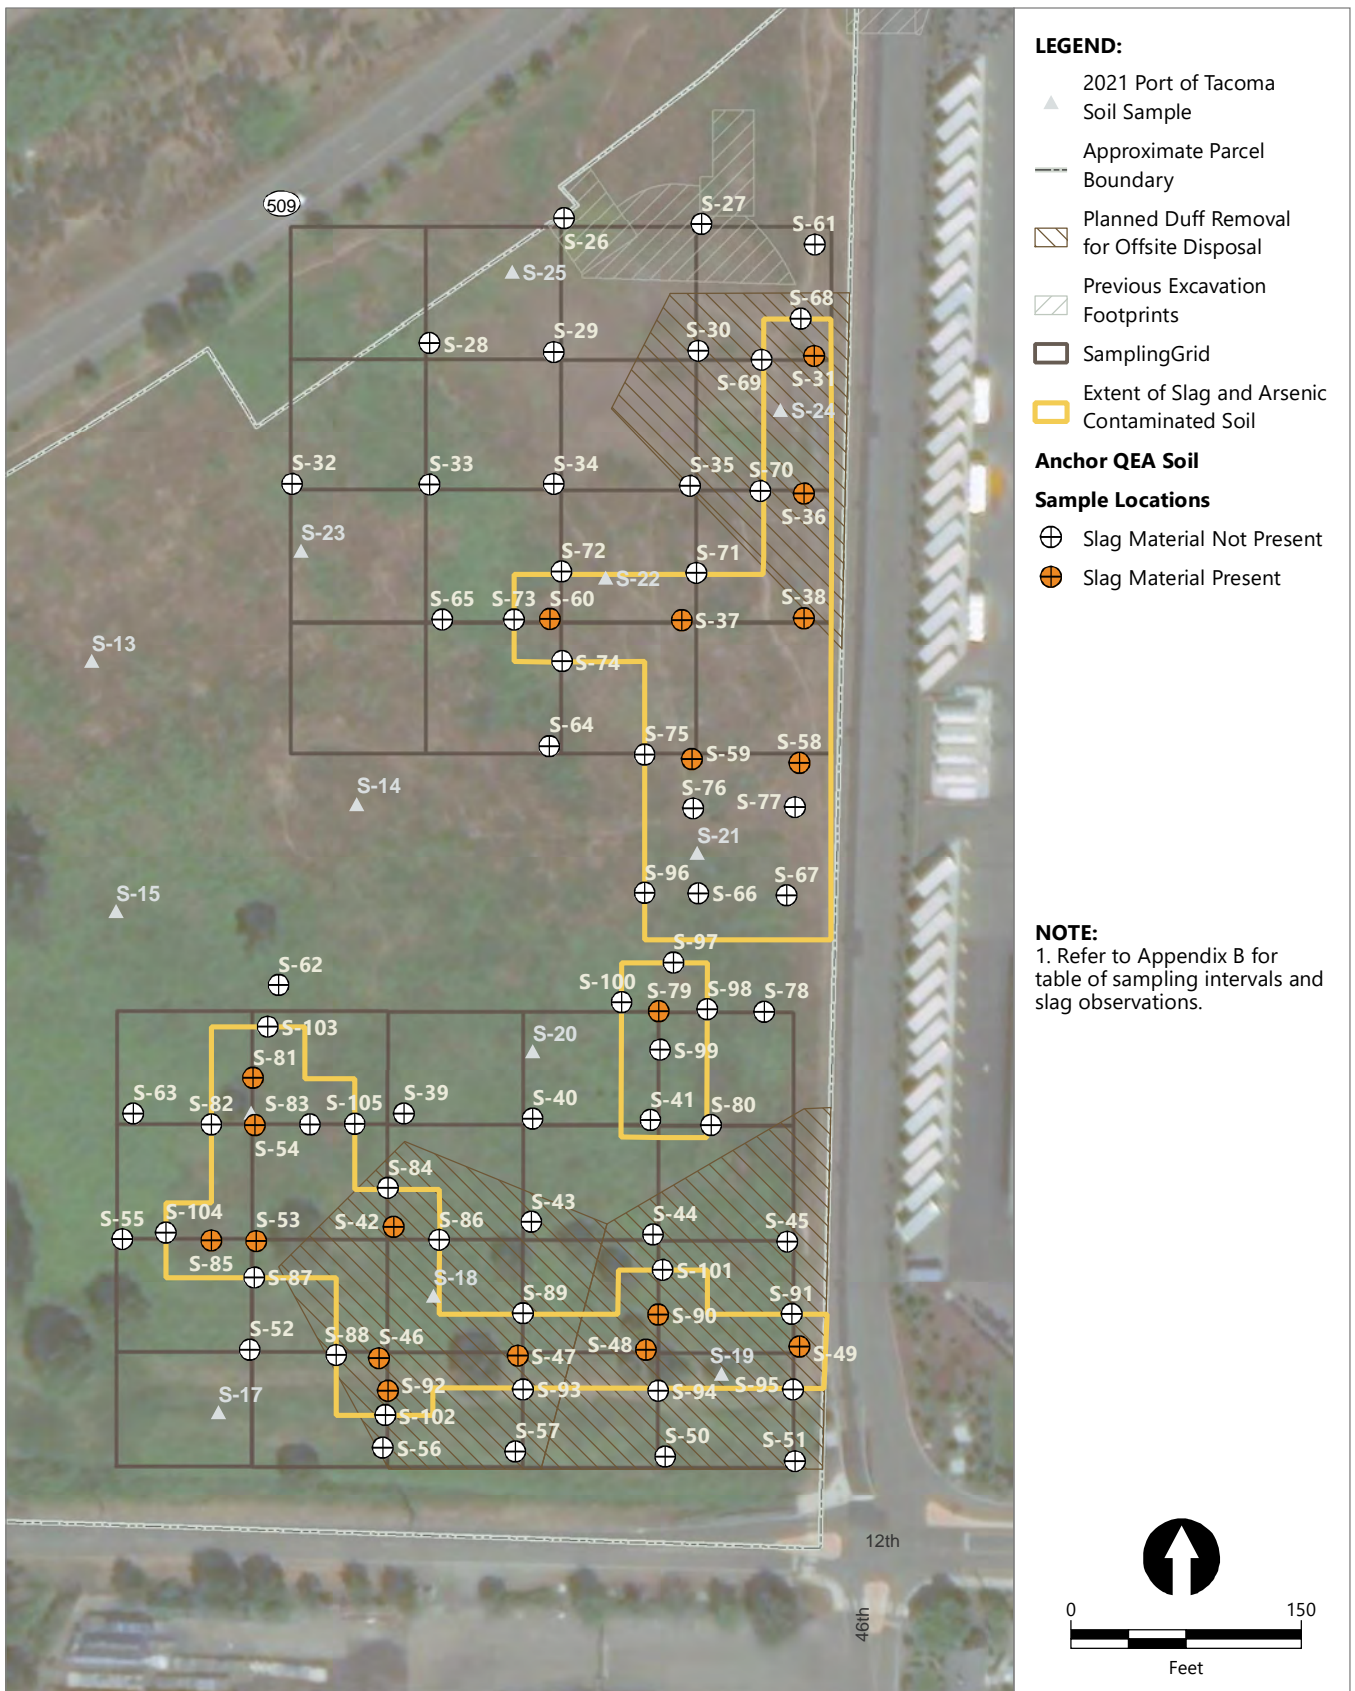 LEGEND:
2021 Port of Tacoma
Soil Sample
Approximate Parcel
Boundary
Planned Duff Removal
for Offsite Disposal
Previous Excavation
Footprints
SamplingGrid
Extent of Slag and Arsenic
Contaminated Soil
Anchor QEA Soil
Sample Locations
Slag Material Not Present
Slag Material Present
NOTE:
1. Refer to Appendix B for
table of sampling intervals and
slag observations.
0 150
Feet
509
S-27
S-61
S-26
S-25
S-68
S-28
S-29
S-30
S-69
S-31
S-24
S-32
S-33
S-34
S-35
S-70
S-36
S-23
S-72
S-71
S-22
S-65
S-73
S-60
S-37
S-38
S-13
S-74
S-64
S-75
S-59
S-58
S-14
S-76
S-77
S-21
S-15
S-96
S-66
S-67
S-97
S-62
S-100
S-79
S-98
S-78
S-103
S-20
S-99
S-81
S-63
S-82
S-83
S-105
S-39
S-40
S-41
S-80
S-54
S-84
S-55
S-104
S-53
S-42
S-86
S-43
S-44
S-45
S-85
S-87
S-18
S-101
S-89
S-90
S-91
S-52
S-88
S-46
S-47
S-48
S-49
S-19
S-17
S-92
S-93
S-94
S-95
S-102
S-56
S-57
S-50
S-51
12th
46th